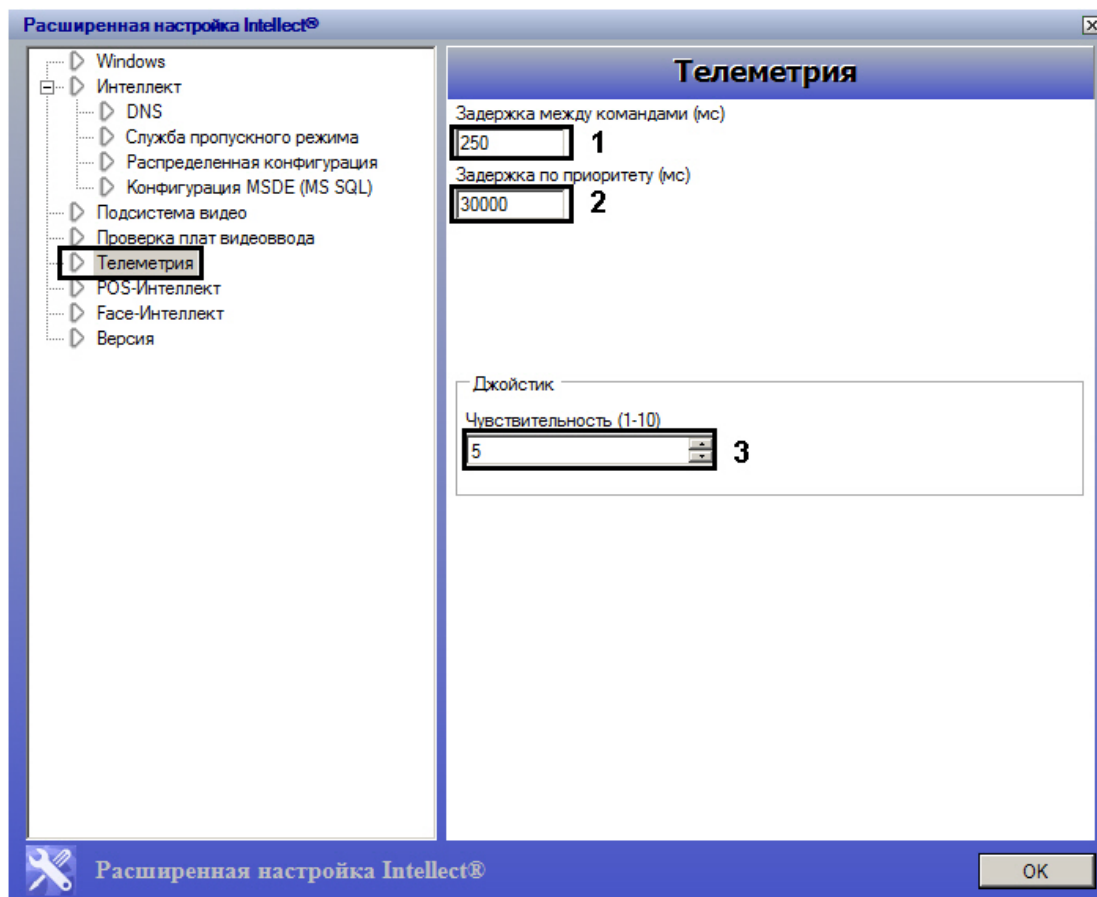 Расширенная настройка Intellect®
Windows
Интеллект
DNS
Служба пропускного режима
Распределенная конфигурация
Конфигурация MSDE (MS SQL)
Подсистема видео
Проверка плат видеоввода
Телеметрия
POS-Интеллект
Face-Интеллект
Версия
Телеметрия
Задержка между командами (мс)
250 1
Задержка по приоритету (мс)
30000 2
Джойстик
Чувствительность (1-10)
5 3
Расширенная настройка Intellect®
OK